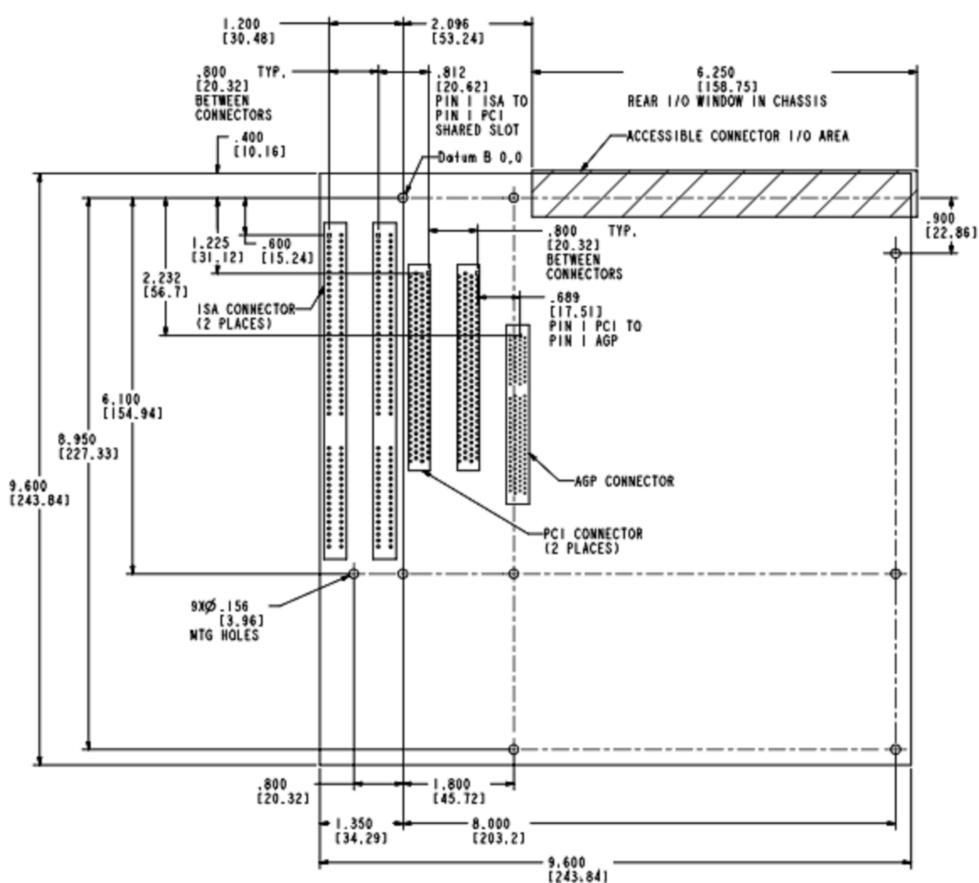 1.200
[30.48]
2.096
[53.24]
.800 TYP.
[20.32]
BETWEEN
CONNECTORS
.812
[20.62]
PIN 1 ISA TO
PIN 1 PCI
SHARED SLOT
6.250
[158.75]
REAR I/O WINDOW IN CHASSIS
.400
[10.16]
ACCESSIBLE CONNECTOR I/O AREA
Datum B 0,0
.900
[22.86]
1.225
[31.12]
.600
[15.24]
.800 TYP.
[20.32]
BETWEEN
CONNECTORS
2.232
[56.7]
ISA CONNECTOR
(2 PLACES)
.689
[17.51]
PIN 1 PCI TO
PIN 1 AGP
6.100
[154.94]
8.950
[227.33]
9.600
[243.84]
AGP CONNECTOR
PCI CONNECTOR
(2 PLACES)
9XØ.156
[3.96]
MTG HOLES
.800
[20.32]
1.800
[45.72]
1.350
[34.29]
8.000
[203.2]
9.600
[243.84]